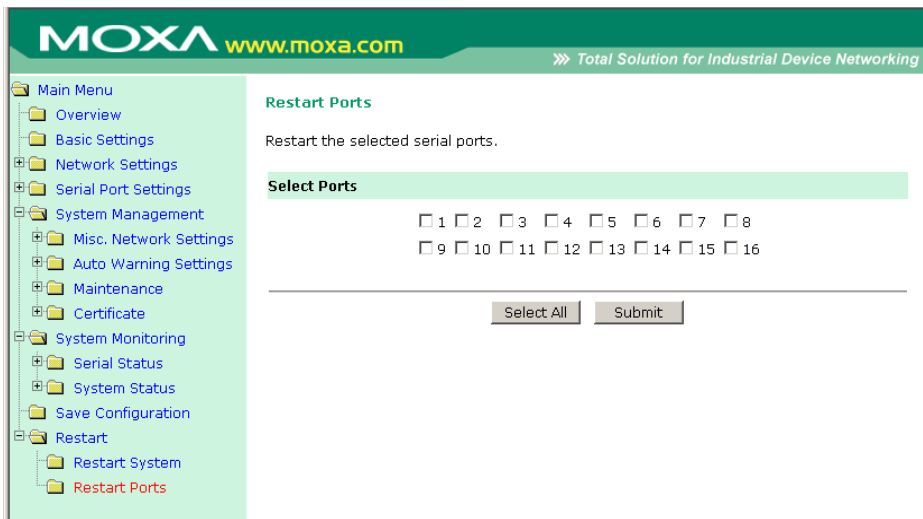 MOXA www.moxa.com
Total Solution for Industrial Device Networking
Main Menu
Overview
Basic Settings
Network Settings
Serial Port Settings
System Management
Misc. Network Settings
Auto Warning Settings
Maintenance
Certificate
System Monitoring
Serial Status
System Status
Save Configuration
Restart
Restart System
Restart Ports
Restart Ports
Restart the selected serial ports.
Select Ports
1 2 3 4 5 6 7 8
9 10 11 12 13 14 15 16
Select All Submit